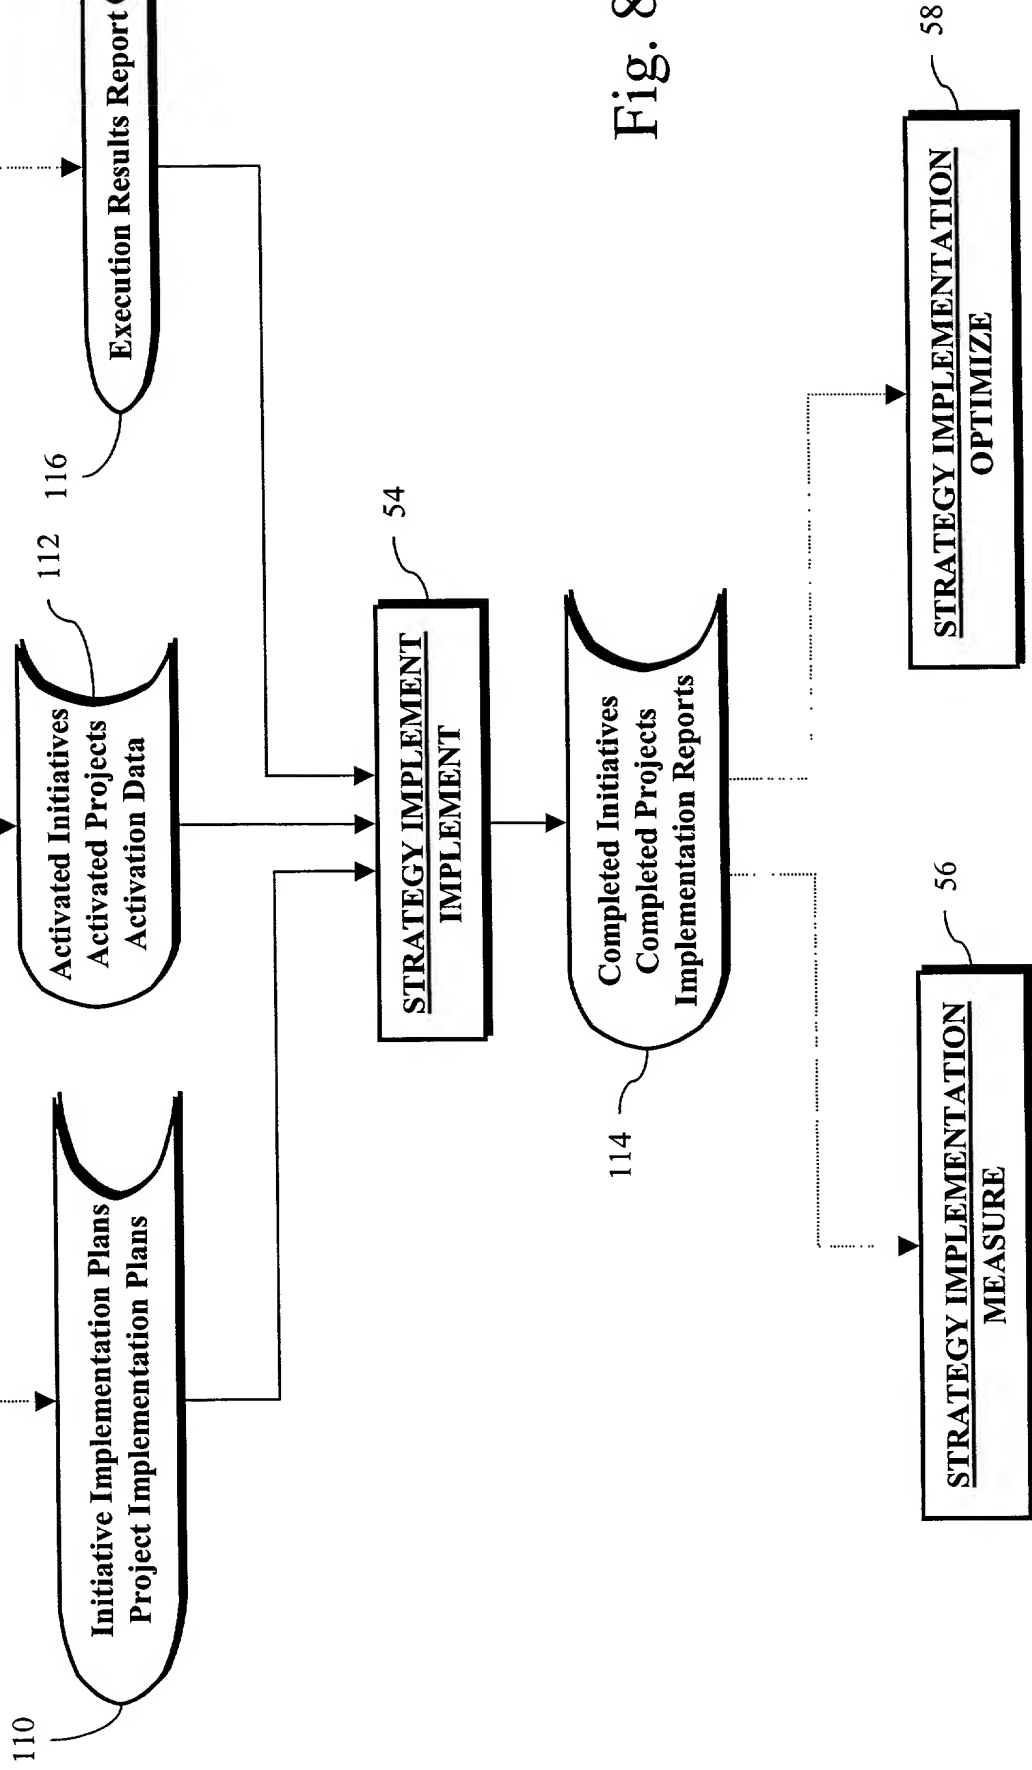 110
Initiative Implementation Plans
Project Implementation Plans
112
Activated Initiatives
Activated Projects
Activation Data
116
Execution Results Report
54
STRATEGY IMPLEMENT
IMPLEMENT
114
Completed Initiatives
Completed Projects
Implementation Reports
56
STRATEGY IMPLEMENTATION
MEASURE
58
STRATEGY IMPLEMENTATION
OPTIMIZE
Fig. 8